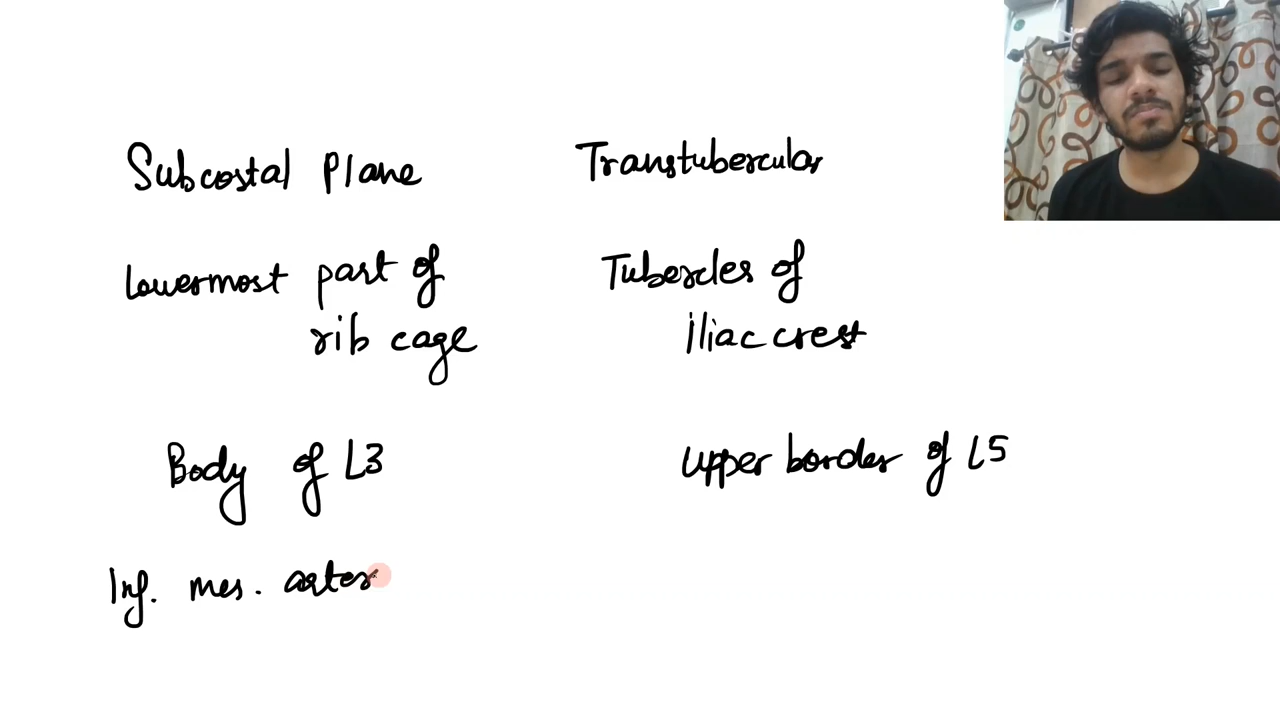 Subcostal Plane
Transtubercular
Lowermost part of
rib cage
Tubercles of
iliac crest
Body of L3
Upper border of L5
Inf. mes. arter